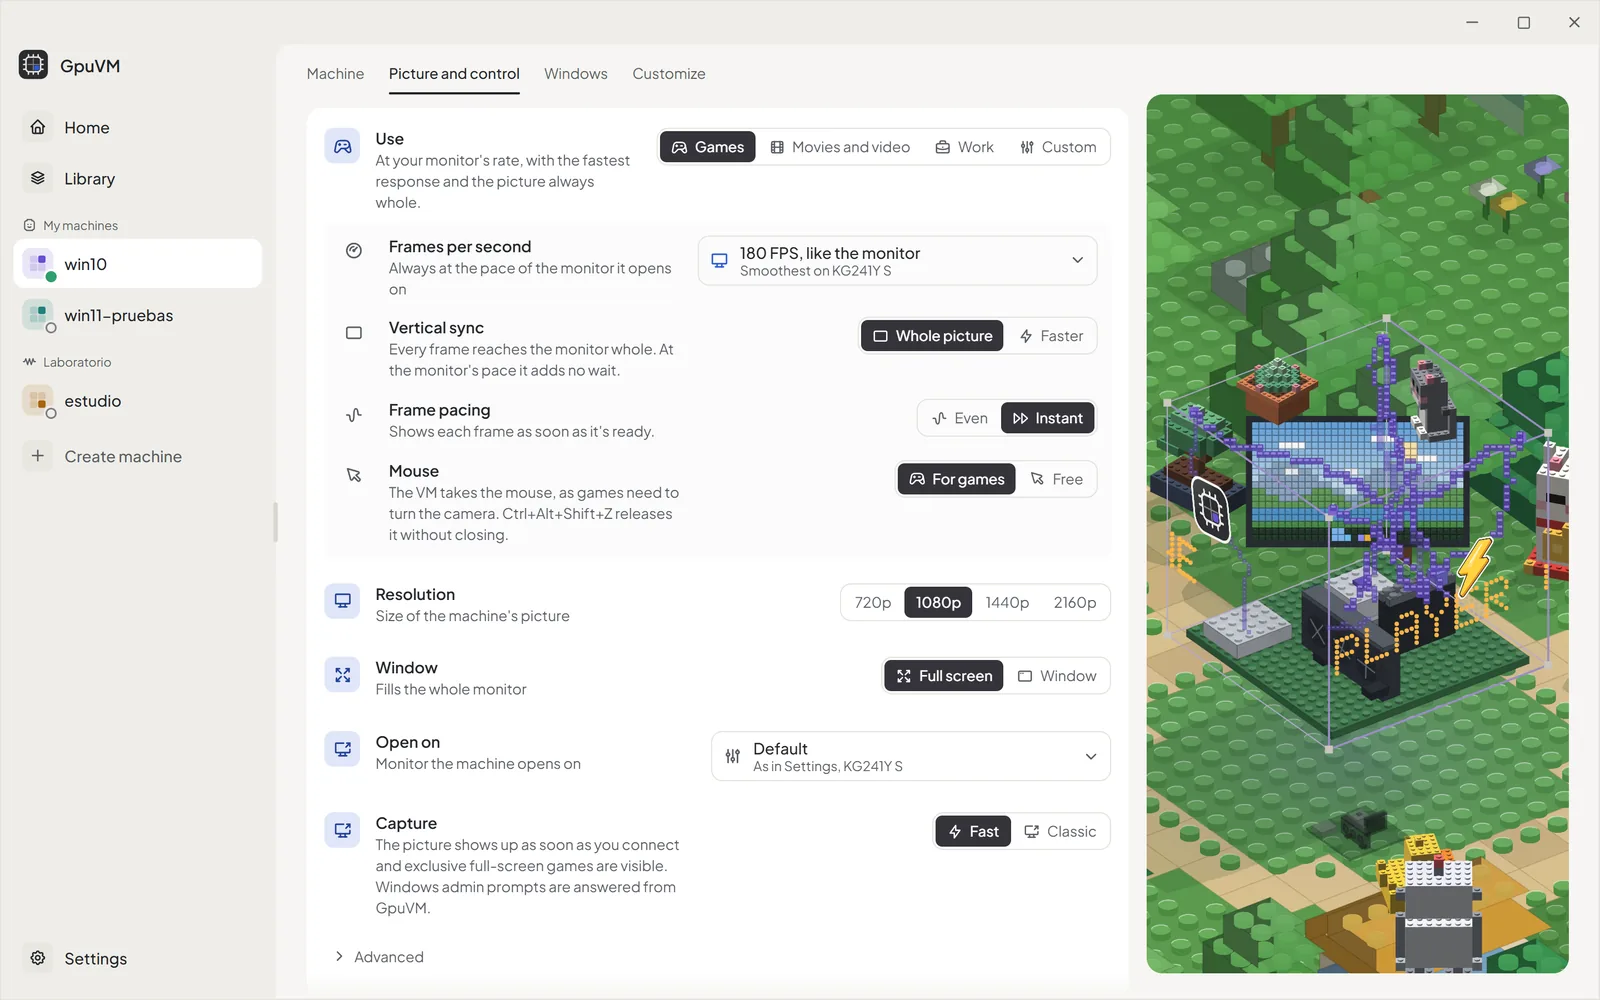 GpuVM
Home
Library
My machines
win10
win11-pruebas
Laboratorio
estudio
Create machine
Settings
Machine
Picture and control
Windows
Customize
Use
At your monitor's rate, with the fastest
response and the picture always
whole.
Games
Movies and video
Work
Custom
Frames per second
Always at the pace of the monitor it opens
on
180 FPS, like the monitor
Smoothest on KG241Y S
Vertical sync
Every frame reaches the monitor whole. At
the monitor's pace it adds no wait.
Whole picture
Faster
Frame pacing
Shows each frame as soon as it's ready.
Even
Instant
Mouse
The VM takes the mouse, as games need to
turn the camera. Ctrl+Alt+Shift+Z releases
it without closing.
For games
Free
Resolution
Size of the machine's picture
720p
1080p
1440p
2160p
Window
Fills the whole monitor
Full screen
Window
Open on
Monitor the machine opens on
Default
As in Settings, KG241Y S
Capture
The picture shows up as soon as you connect
and exclusive full-screen games are visible.
Windows admin prompts are answered from
GpuVM.
Fast
Classic
Advanced